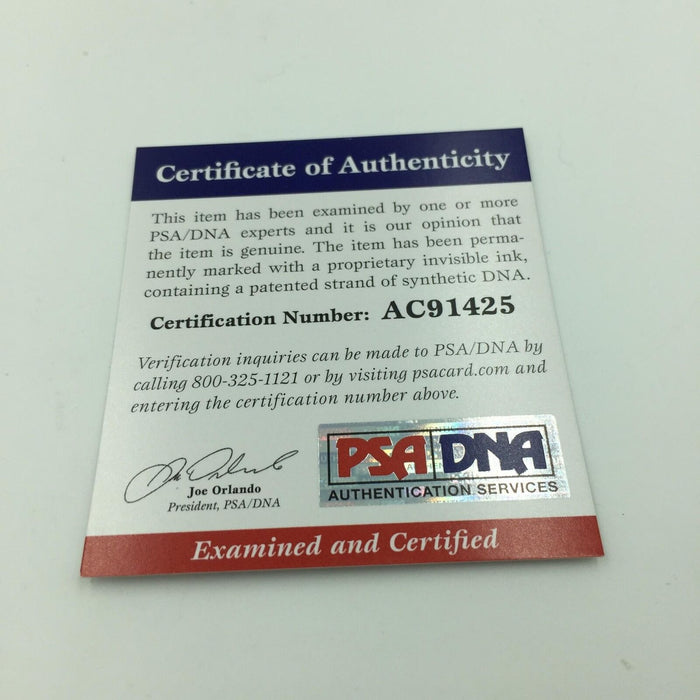 Certificate of Authenticity
This item has been examined by one or more
PSA/DNA experts and it is our opinion that
the item is genuine. The item has been perma-
nently marked with a proprietary invisible ink,
containing a patented strand of synthetic DNA.
Certification Number: AC91425
Verification inquiries can be made to PSA/DNA by
calling 800-325-1121 or by visiting psacard.com and
entering the certification number above.
Joe Orlando
President, PSA/DNA
PSA DNA
AUTHENTICATION SERVICES
Examined and Certified